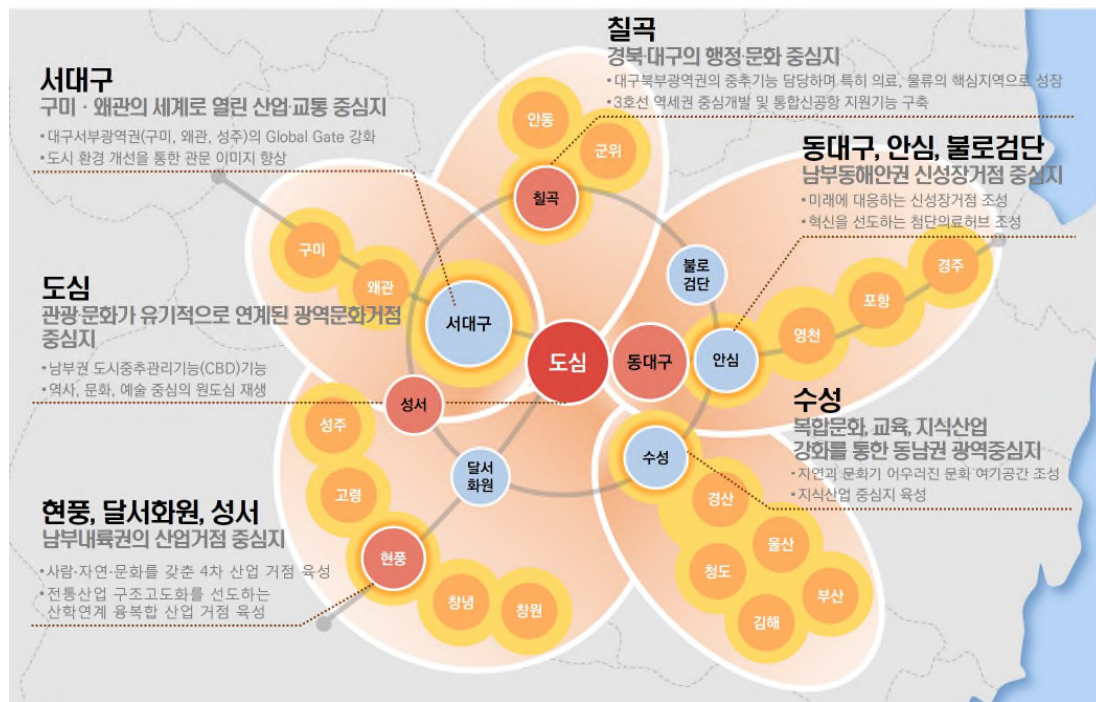 칠곡
경북·대구의 행정·문화 중심지
•대구북부광역권의 중추기능 담당하며 특히 의료, 물류의 핵심지역으로 성장
•3호선 역세권 중심개발 및 통합신공항 지원기능 구축
서대구
구미·왜관의 세계로 열린 산업·교통 중심지
•대구서부광역권(구미, 왜관, 성주)의 Global Gate 강화
•도시 환경 개선을 통한 관문 이미지 향상
동대구, 안심, 불로검단
남부동해안권 신성장거점 중심지
•미래에 대응하는 신성장거점 조성
•혁신을 선도하는 첨단의료허브 조성
도심
관광·문화가 유기적으로 연계된 광역문화거점
중심지
•남부권 도시중추관리기능(CBD)기능
•역사, 문화, 예술 중심의 원도심 재생
수성
복합문화, 교육, 지식산업
강화를 통한 동남권 광역중심지
•지연과 문화기 어우러진 문화 여기공간 조성
•지식산업 중심지 육성
현풍, 달서화원, 성서
남부내륙권의 산업거점 중심지
•사람·자연·문화를 갖춘 4차 산업 거점 육성
•전통산업 구조고도화를 선도하는
산학연계 융복합 산업 거점 육성
안동
군위
칠곡
구미
왜관
서대구
불로
검단
경주
포항
영천
도심
동대구
안심
성서
성주
달서
화원
수성
고령
경산
현풍
울산
청도
창녕
창원
부산
김해